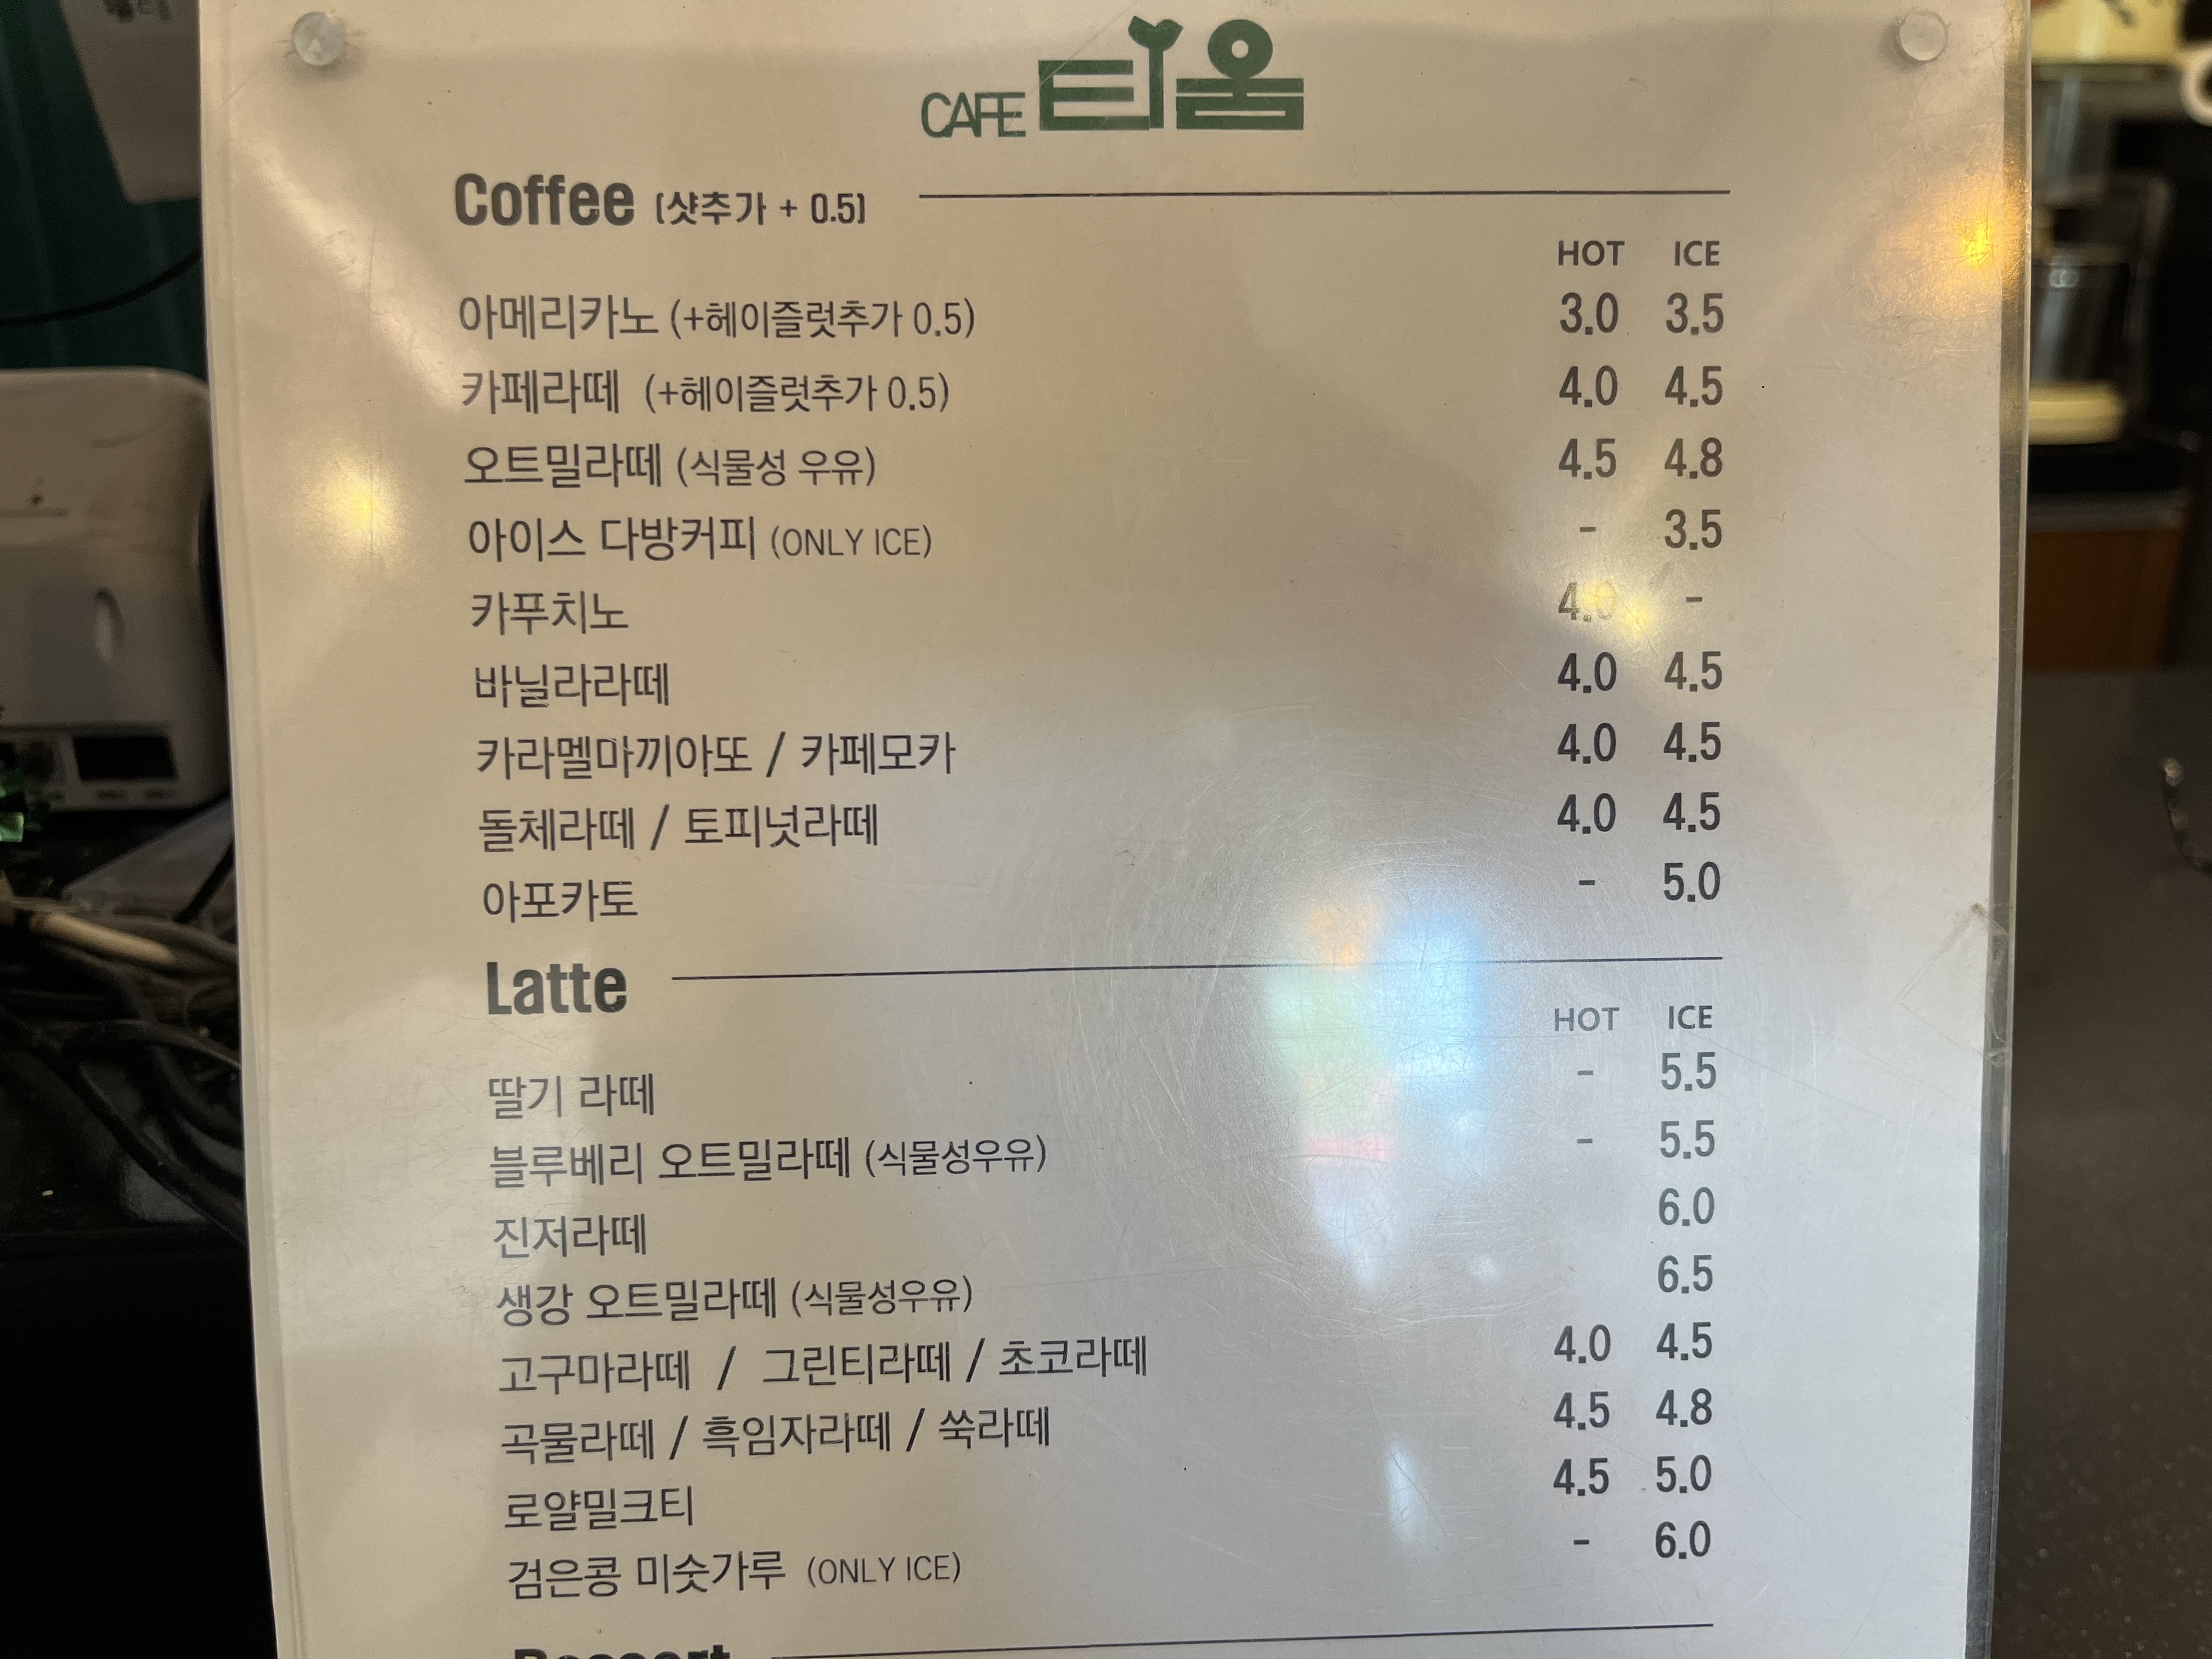 CAFE 티움
Coffee (샷추가 + 0.5)
HOT ICE
아메리카노 (+헤이즐럿추가 0.5) 3.0 3.5
카페라떼 (+헤이즐럿추가 0.5) 4.0 4.5
오트밀라떼 (식물성 우유) 4.5 4.8
아이스 다방커피 (ONLY ICE) - 3.5
카푸치노 4.0 -
바닐라라떼 4.0 4.5
카라멜마끼아또 / 카페모카 4.0 4.5
돌체라떼 / 토피넛라떼 4.0 4.5
아포카토 - 5.0
Latte
HOT ICE
딸기 라떼 - 5.5
블루베리 오트밀라떼 (식물성우유) - 5.5
진저라떼 6.0
생강 오트밀라떼 (식물성우유) 6.5
고구마라떼 / 그린티라떼 / 초코라떼 4.0 4.5
곡물라떼 / 흑임자라떼 / 쑥라떼 4.5 4.8
로얄밀크티 4.5 5.0
검은콩 미숫가루 (ONLY ICE) - 6.0